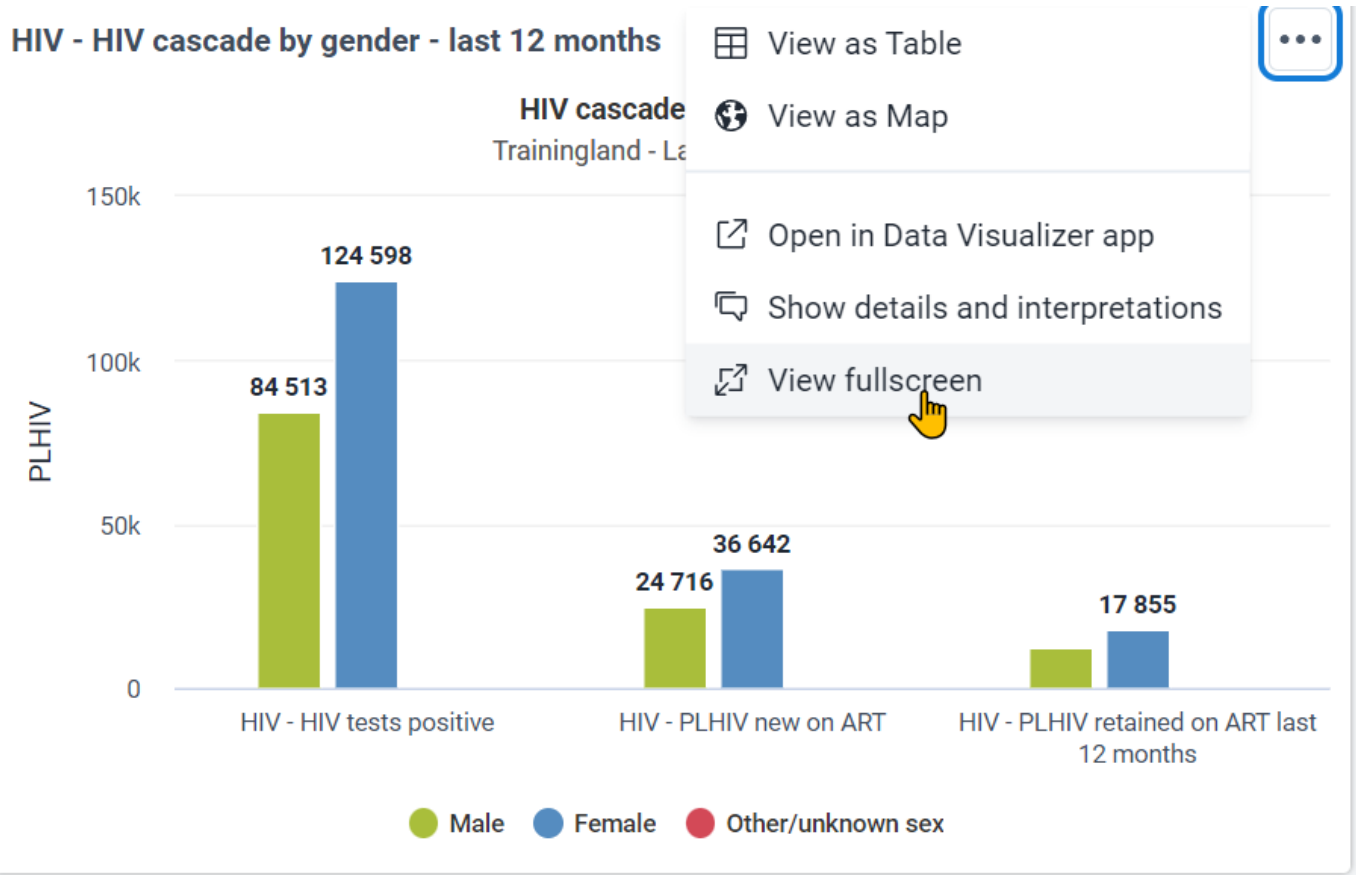 HIV - HIV cascade by gender - last 12 months
View as Table
View as Map
Open in Data Visualizer app
Show details and interpretations
View fullscreen
HIV cascade
Trainingland -
150k
100k
50k
0
PLHIV
124 598
84 513
36 642
24 716
17 855
HIV - HIV tests positive
HIV - PLHIV new on ART
HIV - PLHIV retained on ART last
12 months
Male
Female
Other/unknown sex